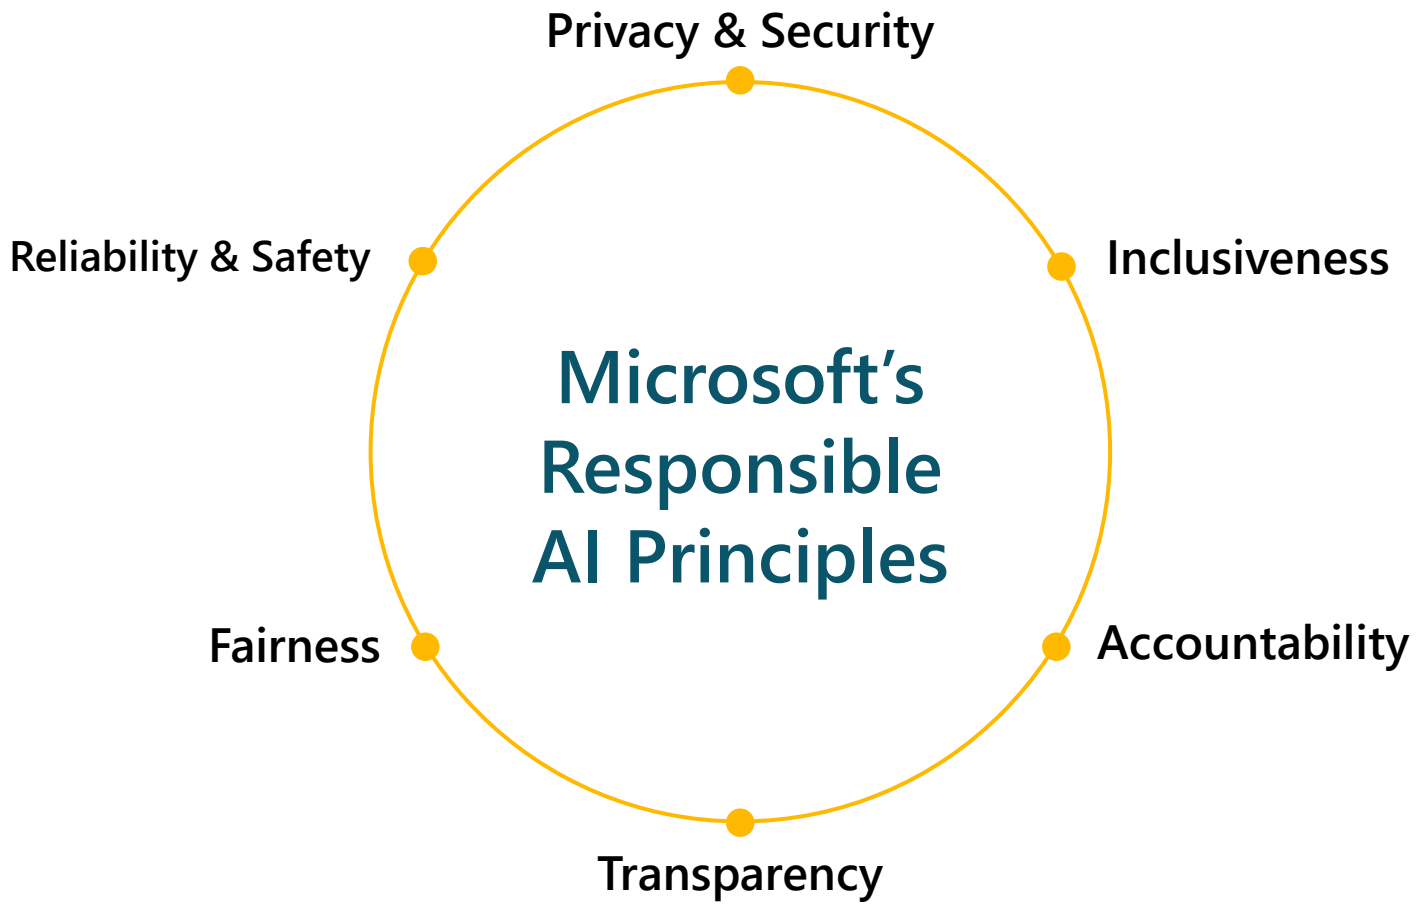 Privacy & Security
Reliability & Safety
Inclusiveness
Microsoft’s
Responsible
AI Principles
Fairness
Accountability
Transparency